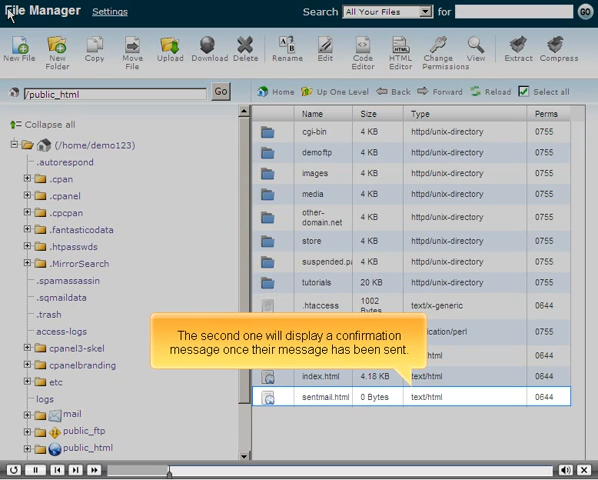 File Manager Settings Search All Your Files for GO
New File New Folder Copy Move File Upload Download Delete Rename Edit Code Editor HTML Editor Change Permissions View Extract Compress
/public_html Go Home Up One Level Back Forward Reload Select all
Collapse all
(/home/demo123)
.autorespond
.cpan
.cpanel
.cpcpan
.fantasticodata
.htpasswds
.MirrorSearch
.spamassassin
.sqmaildata
.trash
access-logs
cpanel3-skel
cpanelbranding
etc
logs
mail
public_ftp
public_html
Name Size Type Perms
cgi-bin 4 KB httpd/unix-directory 0755
demoftp 4 KB httpd/unix-directory 0755
images 4 KB httpd/unix-directory 0755
media 4 KB httpd/unix-directory 0755
other-domain.net 4 KB httpd/unix-directory 0755
store 4 KB httpd/unix-directory 0755
suspended.pa 4 KB httpd/unix-directory 0755
tutorials 20 KB httpd/unix-directory 0755
.htaccess 1002 Bytes text/x-generic 0644
ication/perl 0755
t/html 0644
index.html 4.18 KB text/html 0644
sentmail.html 0 Bytes text/html 0644
The second one will display a confirmation
message once their message has been sent.